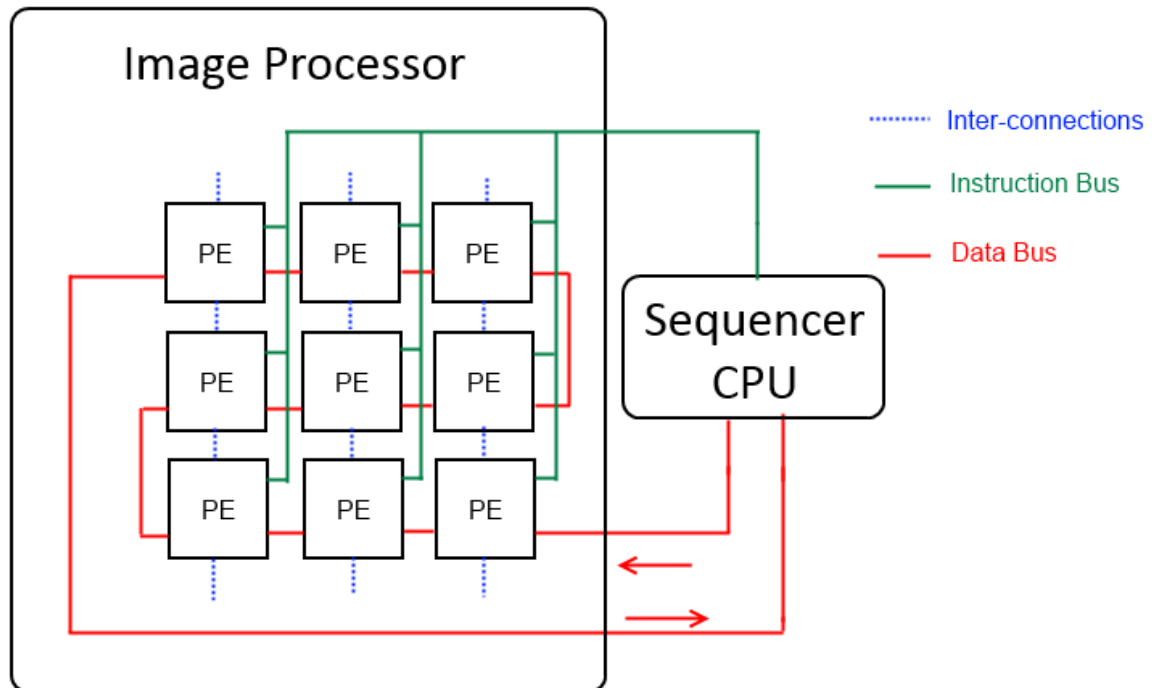 Image Processor
Inter-connections
Instruction Bus
Data Bus
PE PE PE
Sequencer
CPU
PE PE PE
PE PE PE